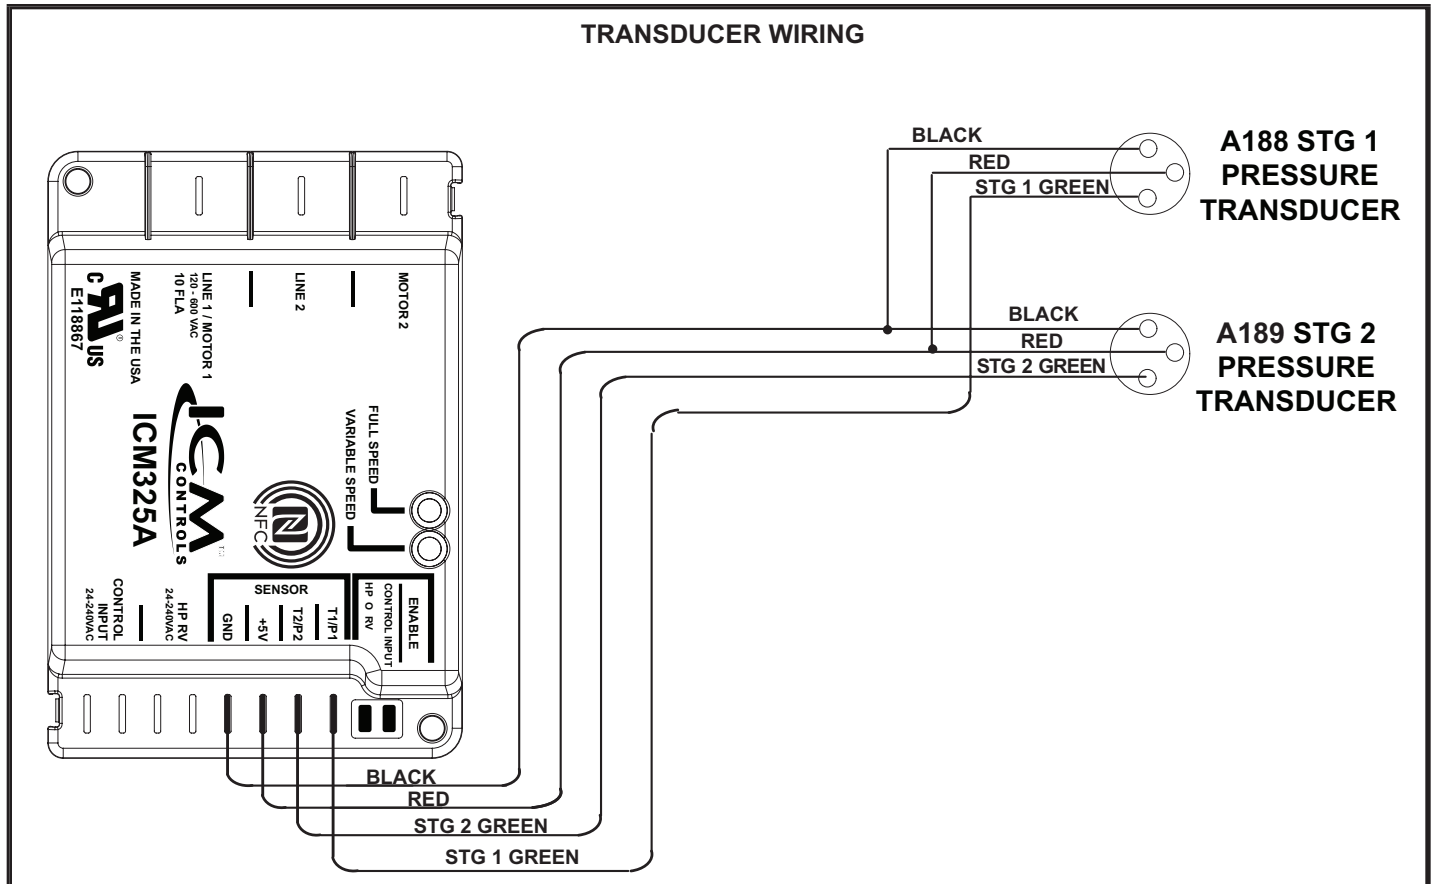 TRANSDUCER WIRING
BLACK
RED
STG 1 GREEN
A188 STG 1
PRESSURE
TRANSDUCER
BLACK
RED
STG 2 GREEN
A189 STG 2
PRESSURE
TRANSDUCER
MOTOR 2
LINE 2
LINE 1 / MOTOR 1
120 - 600 VAC
10 FLA
MADE IN THE USA
C US ®
E118867
ICM ™
CONTROLS
ICM325A
FULL SPEED
VARIABLE SPEED
NFC
ENABLE
CONTROL INPUT
HP O RV
SENSOR
T1/P1
T2/P2
+5V
GND
HP RV
24-240VAC
CONTROL
INPUT
24-240VAC
BLACK
RED
STG 2 GREEN
STG 1 GREEN